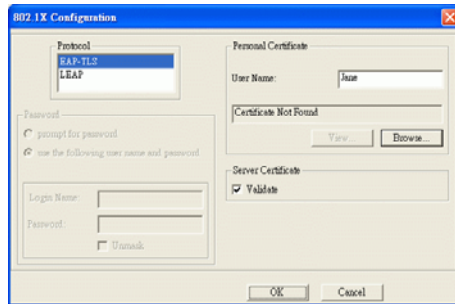 802.1X Configuration
Protocol
EAP-TLS
LEAP
Password
prompt for password
use the following user name and password
Login Name:
Password:
Unmask
Personal Certificate
User Name:
Jane
Certificate Not Found
View...
Browse...
Server Certificate
Validate
OK
Cancel